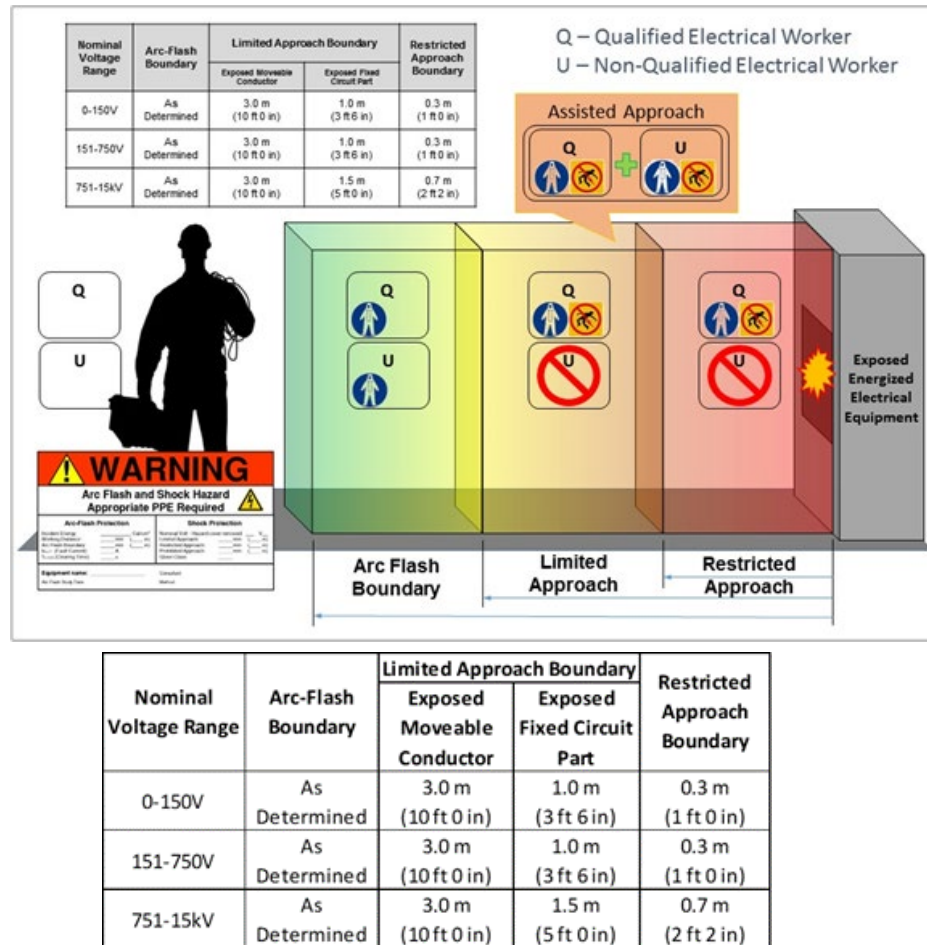 Q – Qualified Electrical Worker
U – Non-Qualified Electrical Worker
Nominal Voltage Range
Arc-Flash Boundary
Limited Approach Boundary
Restricted Approach Boundary
Exposed Moveable Conductor
Exposed Fixed Circuit Part
0-150V
As Determined
3.0 m
(10 ft 0 in)
1.0 m
(3 ft 6 in)
0.3 m
(1 ft 0 in)
151-750V
As Determined
3.0 m
(10 ft 0 in)
1.0 m
(3 ft 6 in)
0.3 m
(1 ft 0 in)
751-15kV
As Determined
3.0 m
(10 ft 0 in)
1.5 m
(5 ft 0 in)
0.7 m
(2 ft 2 in)
Assisted Approach
Q
U
Q
U
Q
U
Q
U
Q
U
Exposed
Energized
Electrical
Equipment
WARNING
Arc Flash and Shock Hazard
Appropriate PPE Required
Arc-Flash Protection
Shock Protection
Equipment name:
Arc Flash
Boundary
Limited
Approach
Restricted
Approach
Nominal
Voltage Range
Arc-Flash
Boundary
Limited Approach Boundary
Exposed
Moveable
Conductor
Exposed
Fixed Circuit
Part
Restricted
Approach
Boundary
0-150V
As
Determined
3.0 m
(10 ft 0 in)
1.0 m
(3 ft 6 in)
0.3 m
(1 ft 0 in)
151-750V
As
Determined
3.0 m
(10 ft 0 in)
1.0 m
(3 ft 6 in)
0.3 m
(1 ft 0 in)
751-15kV
As
Determined
3.0 m
(10 ft 0 in)
1.5 m
(5 ft 0 in)
0.7 m
(2 ft 2 in)